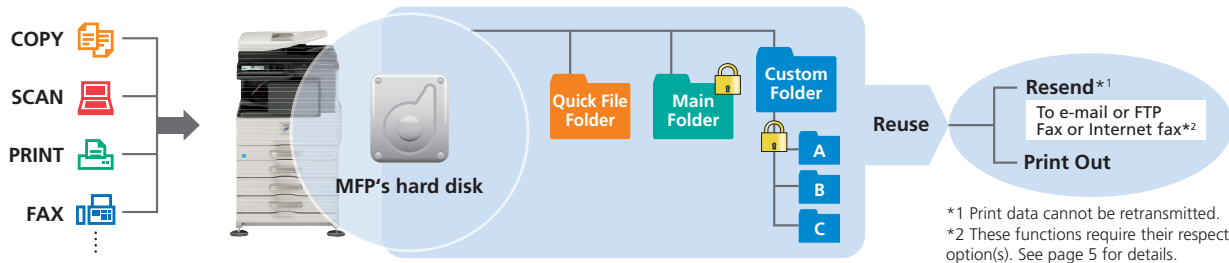 COPY
SCAN
PRINT
FAX
MFP's hard disk
Quick File
Folder
Main
Folder
Custom
Folder
A
B
C
Reuse
Resend*1
To e-mail or FTP
Fax or Internet fax*2
Print Out
*1 Print data cannot be retransmitted.
*2 These functions require their respect
option(s). See page 5 for details.